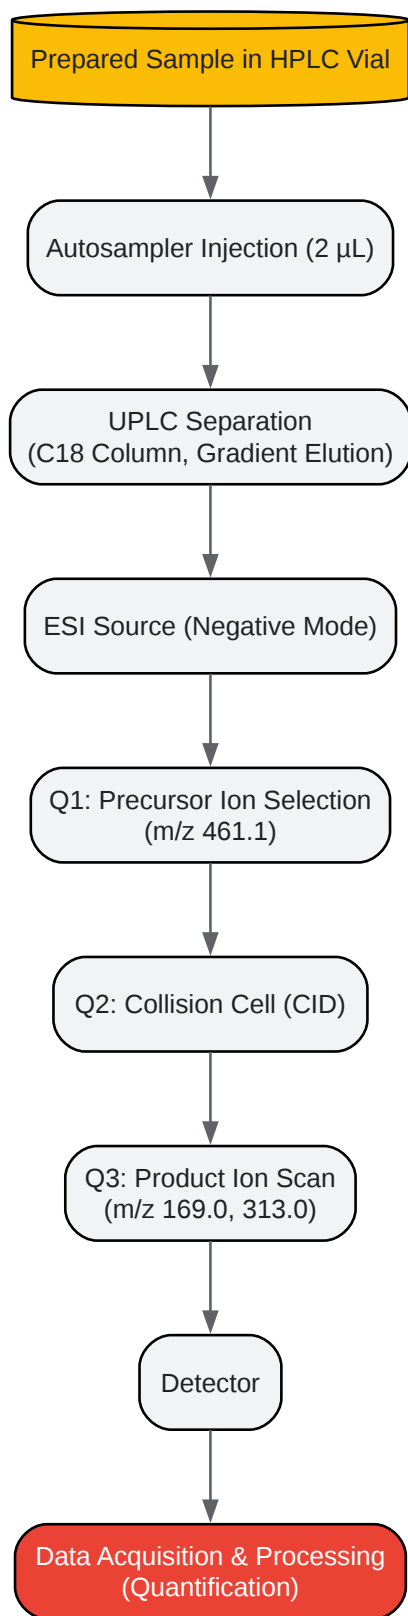 Prepared Sample in HPLC Vial
Autosampler Injection (2 µL)
UPLC Separation
(C18 Column, Gradient Elution)
ESI Source (Negative Mode)
Q1: Precursor Ion Selection
(m/z 461.1)
Q2: Collision Cell (CID)
Q3: Product Ion Scan
(m/z 169.0, 313.0)
Detector
Data Acquisition & Processing
(Quantification)